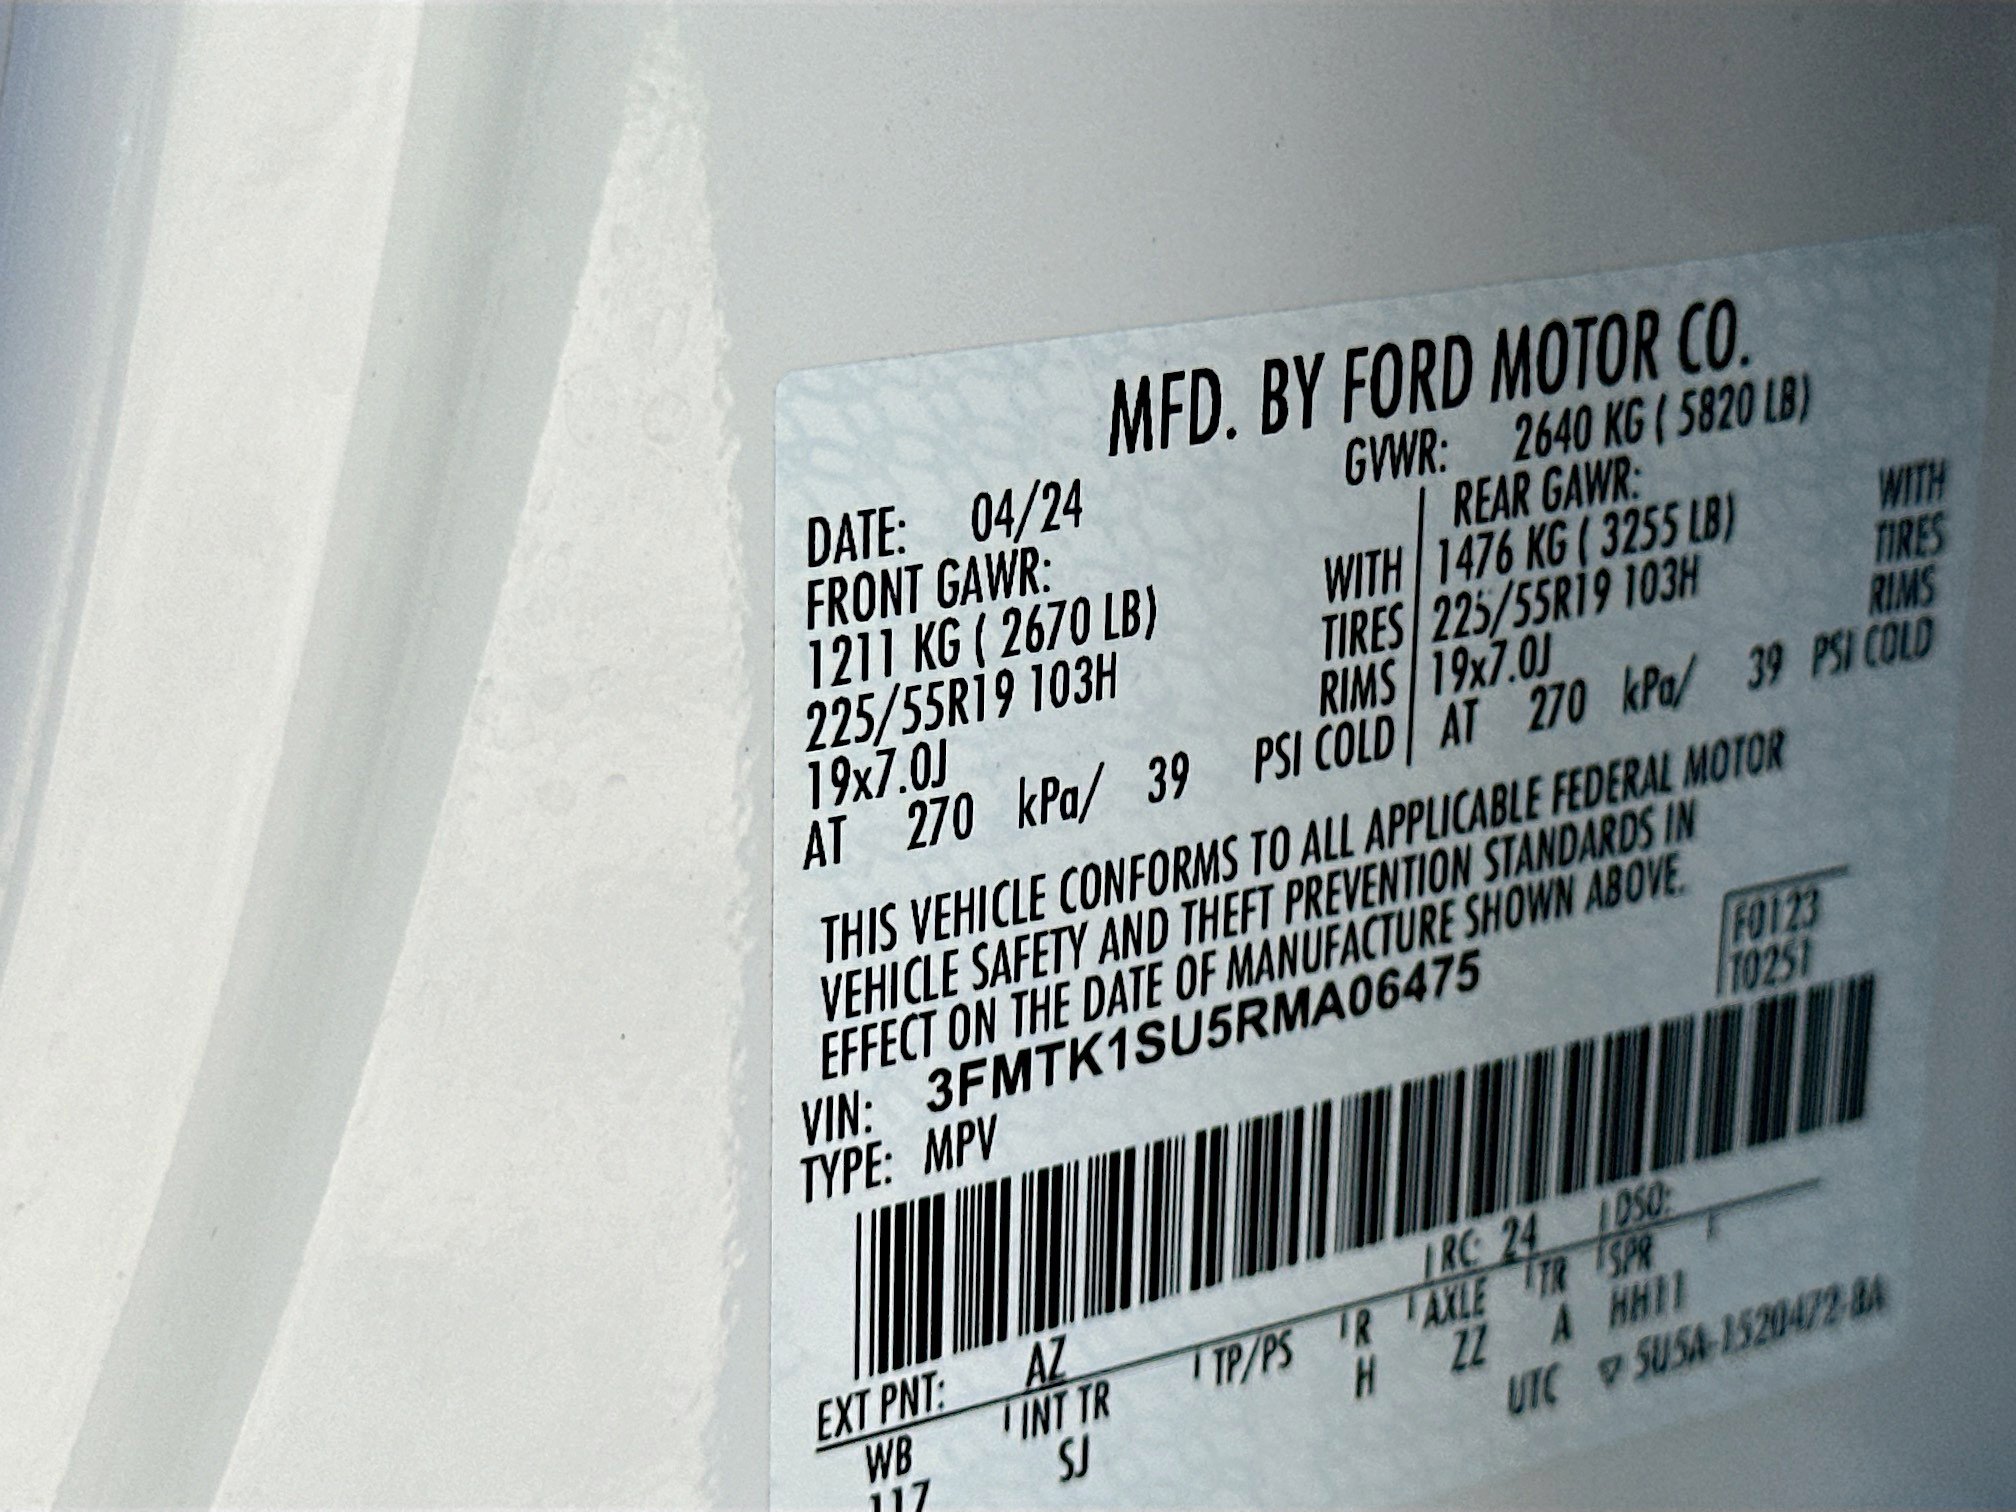 MFD. BY FORD MOTOR CO.
DATE: 04/24 GVWR: 2640 KG ( 5820 LB)
FRONT GAWR: REAR GAWR:
1211 KG ( 2670 LB) WITH 1476 KG ( 3255 LB) WITH
225/55R19 103H TIRES 225/55R19 103H TIRES
19x7.0J RIMS 19x7.0J RIMS
AT 270 kPa/ 39 PSI COLD AT 270 kPa/ 39 PSI COLD
THIS VEHICLE CONFORMS TO ALL APPLICABLE FEDERAL MOTOR
VEHICLE SAFETY AND THEFT PREVENTION STANDARDS IN
EFFECT ON THE DATE OF MANUFACTURE SHOWN ABOVE.
VIN: 3FMTK1SU5RMA06475
F0123
T0251
TYPE: MPV
EXT PNT: AZ RC: 24 DSO:
WB INT TR TP/PS R AXLE TR SPR
117 SJ H ZZ A HH11
UTC ▽ 5U5A-1520472-BA